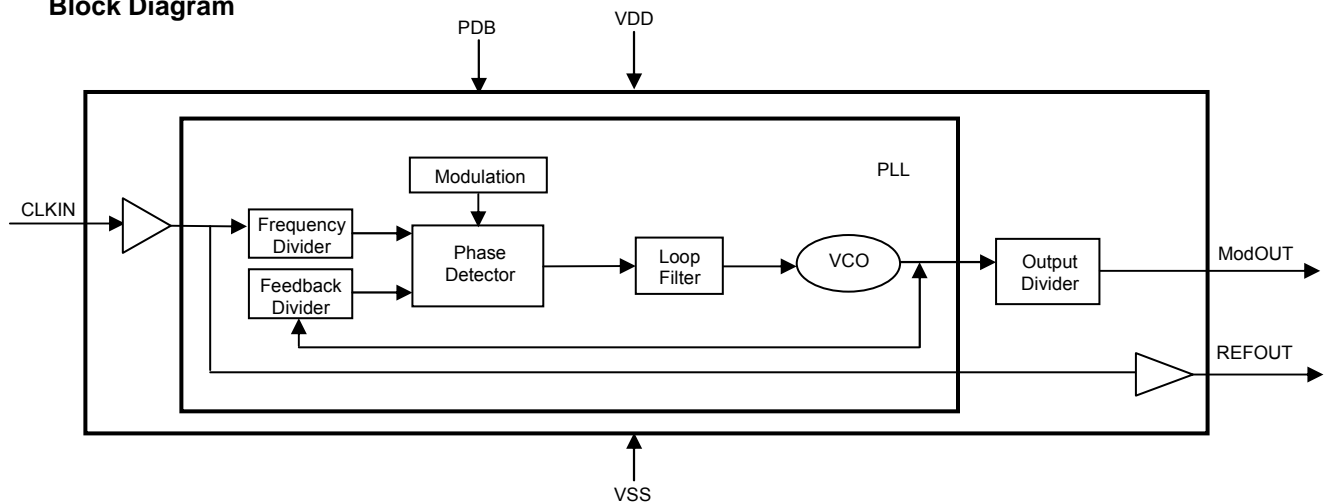 Block Diagram
PDB
VDD
CLKIN
Modulation
PLL
Frequency
Divider
Phase
Detector
Feedback
Divider
Loop
Filter
VCO
Output
Divider
ModOUT
REFOUT
VSS